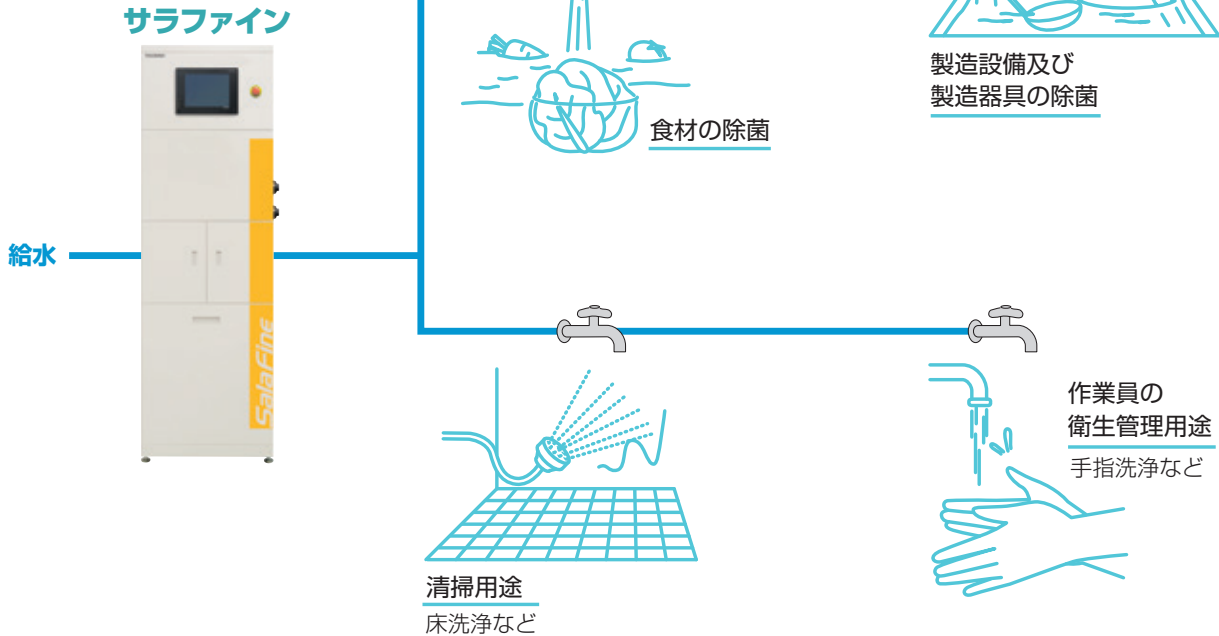 サラファイン
給水
SalaFine
食材の除菌
製造設備及び
製造器具の除菌
清掃用途
床洗浄など
作業員の
衛生管理用途
手指洗浄など